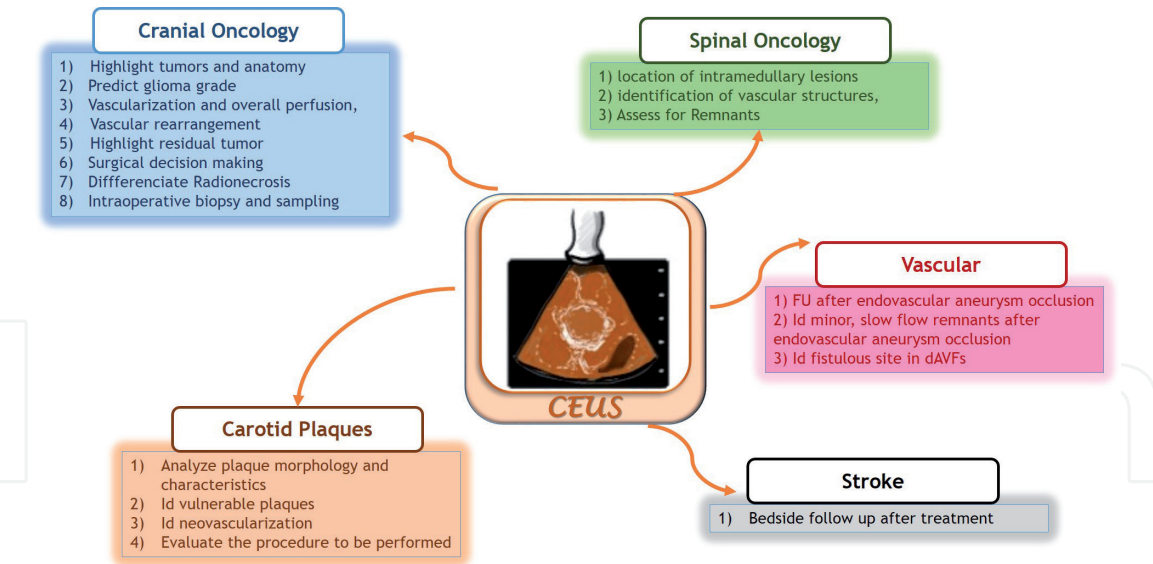 Cranial Oncology
1) Highlight tumors and anatomy
2) Predict glioma grade
3) Vascularization and overall perfusion,
4) Vascular rearrangement
5) Highlight residual tumor
6) Surgical decision making
7) Diffferenciate Radionecrosis
8) Intraoperative biopsy and sampling
Spinal Oncology
1) location of intramedullary lesions
2) identification of vascular structures,
3) Assess for Remnants
Vascular
1) FU after endovascular aneurysm occlusion
2) Id minor, slow flow remnants after
endovascular aneurysm occlusion
3) Id fistulous site in dAVFs
CEUS
Carotid Plaques
1) Analyze plaque morphology and
characteristics
2) Id vulnerable plaques
3) Id neovascularization
4) Evaluate the procedure to be performed
Stroke
1) Bedside follow up after treatment